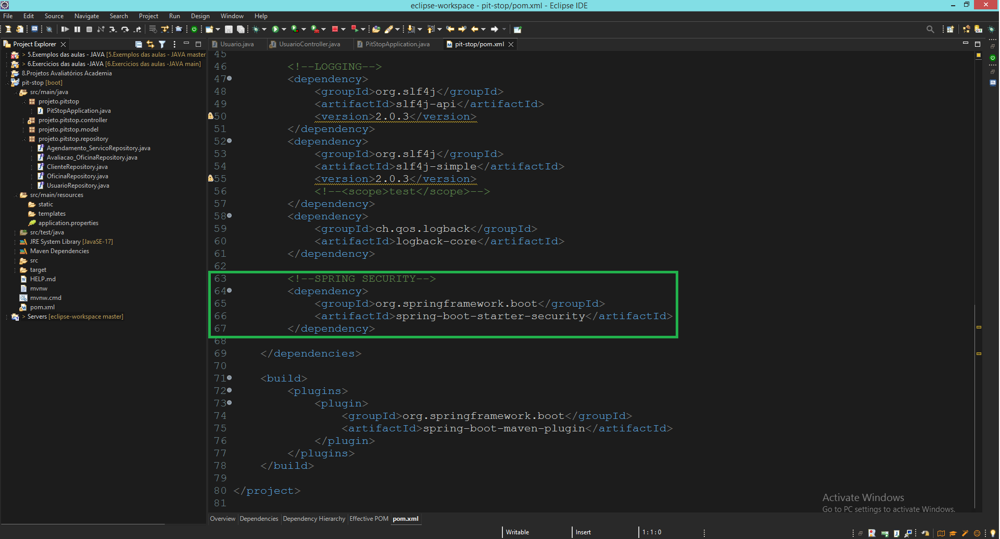 eclipse-workspace - pit-stop/pom.xml - Eclipse IDE
File Edit Source Navigate Search Project Run Design Window Help
Project Explorer
Usuario.java UsuarioController.java PitStopApplication.java pit-stop/pom.xml
> 5.Exemplos das aulas - JAVA [5.Exemplos das aulas - JAVA master
> 6.Exercicios das aulas -JAVA [6.Exercicios das aulas -JAVA main]
8.Projetos Avaliatórios Academia
pit-stop [boot]
src/main/java
projeto.pitstop
PitStopApplication.java
projeto.pitstop.controller
projeto.pitstop.model
projeto.pitstop.repository
Agendamento_ServicoRepository.java
Avaliacao_OficinaRepository.java
ClienteRepository.java
OficinaRepository.java
UsuarioRepository.java
src/main/resources
static
templates
application.properties
src/test/java
JRE System Library [JavaSE-17]
Maven Dependencies
src
target
HELP.md
mvnw
mvnw.cmd
pom.xml
> Servers [eclipse-workspace master]
45
46 <!--LOGGING-->
47 <dependency>
48 <groupId>org.slf4j</groupId>
49 <artifactId>slf4j-api</artifactId>
50 <version>2.0.3</version>
51 </dependency>
52 <dependency>
53 <groupId>org.slf4j</groupId>
54 <artifactId>slf4j-simple</artifactId>
55 <version>2.0.3</version>
56 <!--<scope>test</scope>-->
57 </dependency>
58 <dependency>
59 <groupId>ch.qos.logback</groupId>
60 <artifactId>logback-core</artifactId>
61 </dependency>
62
63 <!--SPRING SECURITY-->
64 <dependency>
65 <groupId>org.springframework.boot</groupId>
66 <artifactId>spring-boot-starter-security</artifactId>
67 </dependency>
68
69 </dependencies>
70
71 <build>
72 <plugins>
73 <plugin>
74 <groupId>org.springframework.boot</groupId>
75 <artifactId>spring-boot-maven-plugin</artifactId>
76 </plugin>
77 </plugins>
78 </build>
79
80 </project>
81
Activate Windows
Go to PC settings to activate Windows.
Overview Dependencies Dependency Hierarchy Effective POM pom.xml
Writable Insert 1 : 1 : 0